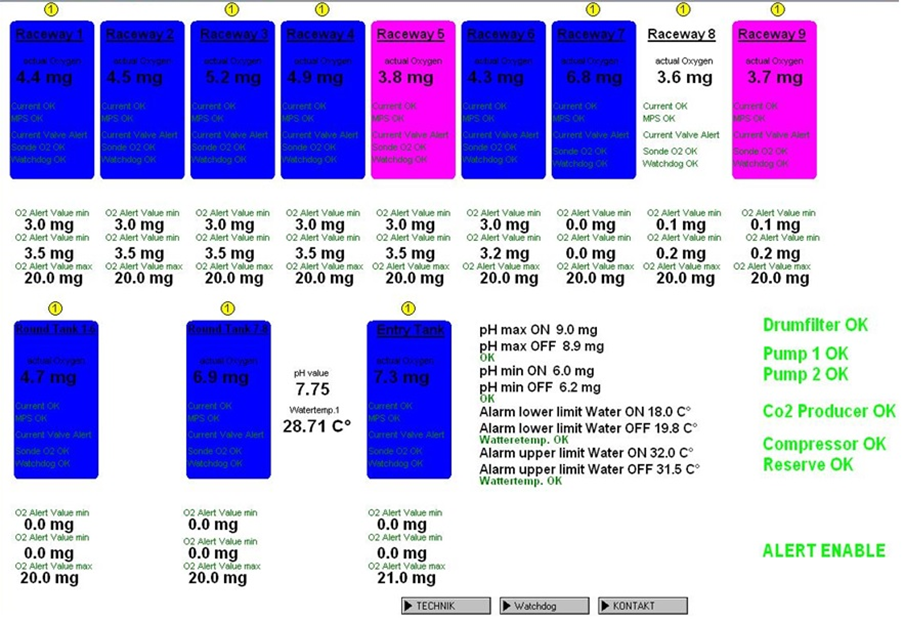 1 1 1 1 1 1
Raceway 1 Raceway 2 Raceway 3 Raceway 4 Raceway 5 Raceway 6 Raceway 7 Raceway 8 Raceway 9
actual Oxygen actual Oxygen actual Oxygen actual Oxygen actual Oxygen actual Oxygen actual Oxygen actual Oxygen actual Oxygen
4.4 mg 4.5 mg 5.2 mg 4.9 mg 3.8 mg 4.3 mg 6.8 mg 3.6 mg 3.7 mg
Current OK Current OK Current OK Current OK Current OK Current OK Current OK Current OK Current OK
MPS OK MPS OK MPS OK MPS OK MPS OK MPS OK MPS OK MPS OK MPS OK
Current Valve Alert Current Valve Alert Current Valve Alert Current Valve Alert Current Valve Alert Current Valve Alert Current Valve Alert Current Valve Alert Current Valve Alert
Sonde O2 OK Sonde O2 OK Sonde O2 OK Sonde O2 OK Sonde O2 OK Sonde O2 OK Sonde O2 OK Sonde O2 OK Sonde O2 OK
Watchdog OK Watchdog OK Watchdog OK Watchdog OK Watchdog OK Watchdog OK Watchdog OK Watchdog OK Watchdog OK
O2 Alert Value min O2 Alert Value min O2 Alert Value min O2 Alert Value min O2 Alert Value min O2 Alert Value min O2 Alert Value min O2 Alert Value min O2 Alert Value min
3.0 mg 3.0 mg 3.0 mg 3.0 mg 3.0 mg 3.0 mg 0.0 mg 0.1 mg 0.1 mg
O2 Alert Value min O2 Alert Value min O2 Alert Value min O2 Alert Value min O2 Alert Value min O2 Alert Value min O2 Alert Value min O2 Alert Value min O2 Alert Value min
3.5 mg 3.5 mg 3.5 mg 3.5 mg 3.5 mg 3.2 mg 0.0 mg 0.2 mg 0.2 mg
O2 Alert Value max O2 Alert Value max O2 Alert Value max O2 Alert Value max O2 Alert Value max O2 Alert Value max O2 Alert Value max O2 Alert Value max O2 Alert Value max
20.0 mg 20.0 mg 20.0 mg 20.0 mg 20.0 mg 20.0 mg 20.0 mg 20.0 mg 20.0 mg
1 1 1
Round Tank 1-6 Round Tank 7-8 Entry Tank
actual Oxygen actual Oxygen actual Oxygen
4.7 mg 6.9 mg 7.3 mg
Current OK Current OK Current OK
MPS OK MPS OK MPS OK
Current Valve Alert Current Valve Alert Current Valve Alert
Sonde O2 OK Sonde O2 OK Sonde O2 OK
Watchdog OK Watchdog OK Watchdog OK
pH value
7.75
Watertemp.1
28.71 C°
pH max ON 9.0 mg
pH max OFF 8.9 mg
OK
pH min ON 6.0 mg
pH min OFF 6.2 mg
OK
Alarm lower limit Water ON 18.0 C°
Alarm lower limit Water OFF 19.8 C°
Watteretemp. OK
Alarm upper limit Water ON 32.0 C°
Alarm upper limit Water OFF 31.5 C°
Wattertemp. OK
Drumfilter OK
Pump 1 OK
Pump 2 OK
Co2 Producer OK
Compressor OK
Reserve OK
O2 Alert Value min O2 Alert Value min O2 Alert Value min
0.0 mg 0.0 mg 0.0 mg
O2 Alert Value min O2 Alert Value min O2 Alert Value min
0.0 mg 0.0 mg 0.0 mg
O2 Alert Value max O2 Alert Value max O2 Alert Value max
20.0 mg 20.0 mg 21.0 mg
ALERT ENABLE
TECHNIK Watchdog KONTAKT